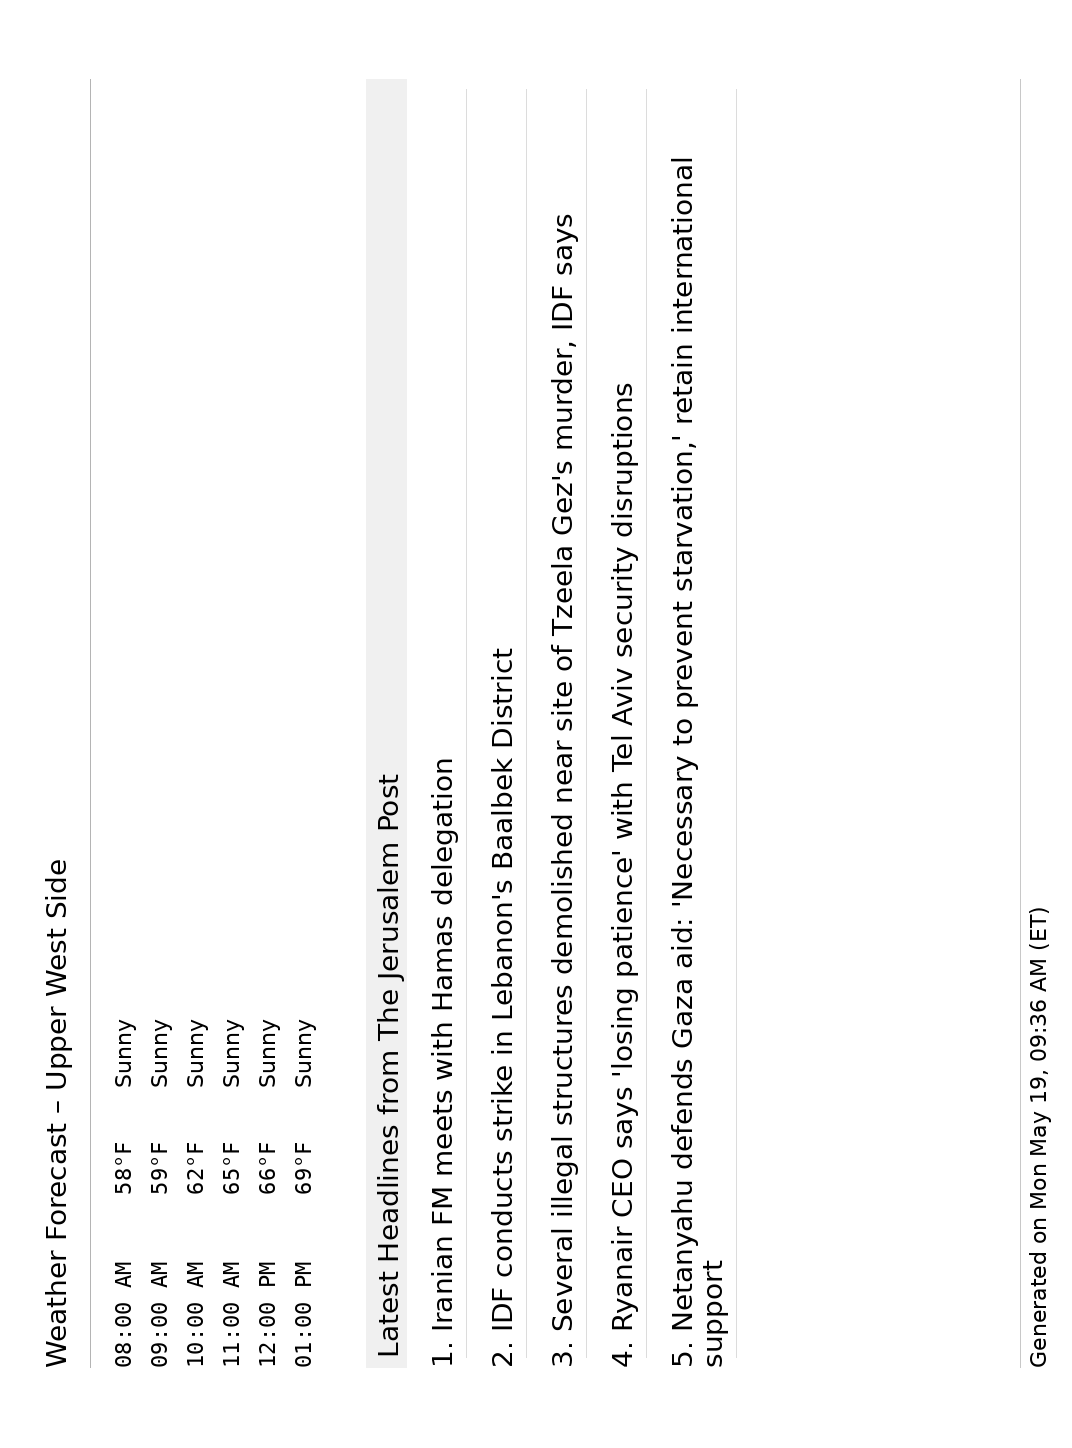 Weather Forecast – Upper West Side
08:00 AM 58°F Sunny
09:00 AM 59°F Sunny
10:00 AM 62°F Sunny
11:00 AM 65°F Sunny
12:00 PM 66°F Sunny
01:00 PM 69°F Sunny
Latest Headlines from The Jerusalem Post
1. Iranian FM meets with Hamas delegation
2. IDF conducts strike in Lebanon's Baalbek District
3. Several illegal structures demolished near site of Tzeela Gez's murder, IDF says
4. Ryanair CEO says 'losing patience' with Tel Aviv security disruptions
5. Netanyahu defends Gaza aid: 'Necessary to prevent starvation,' retain international
support
Generated on Mon May 19, 09:36 AM (ET)